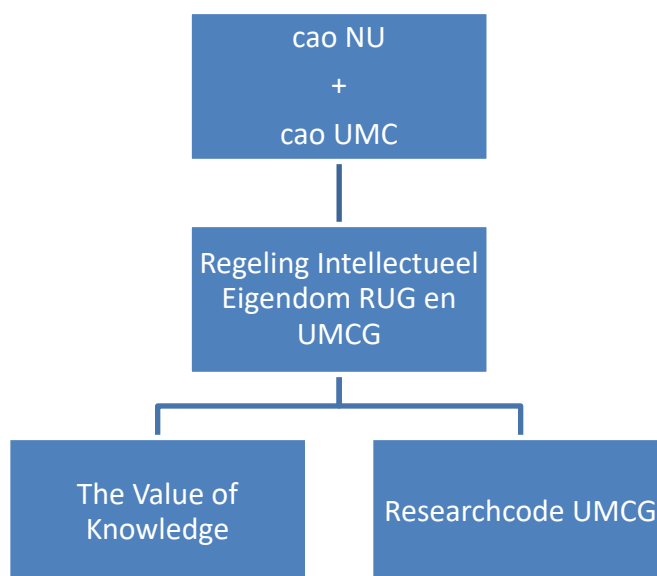 cao NU
+
cao UMC
Regeling Intellectueel
Eigendom RUG en
UMCG
The Value of
Knowledge
Researchcode UMCG